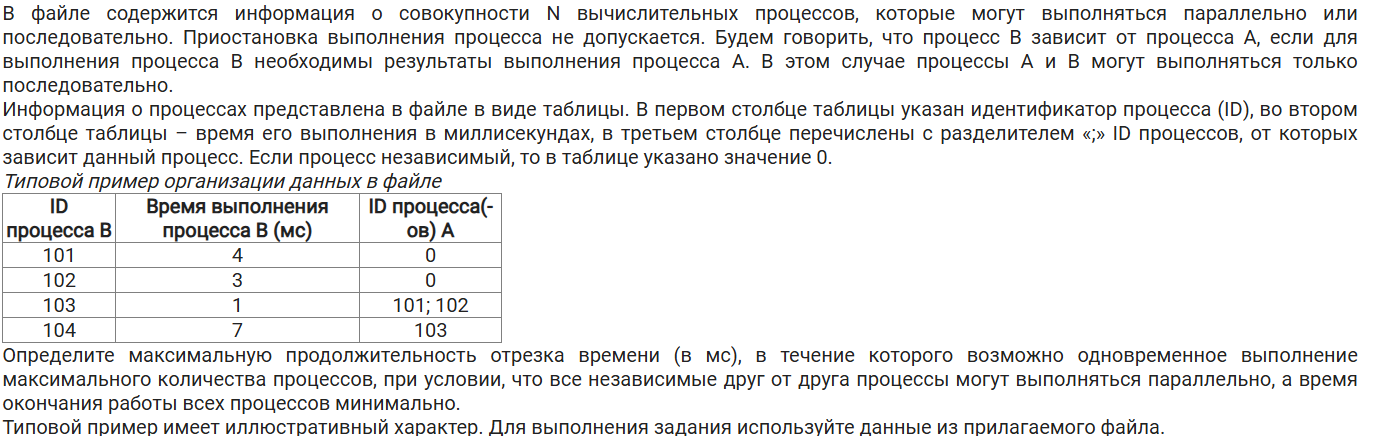 В файле содержится информация о совокупности N вычислительных процессов, которые могут выполняться параллельно или
последовательно. Приостановка выполнения процесса не допускается. Будем говорить, что процесс B зависит от процесса A, если для
выполнения процесса B необходимы результаты выполнения процесса A. В этом случае процессы A и B могут выполняться только
последовательно.
Информация о процессах представлена в файле в виде таблицы. В первом столбце таблицы указан идентификатор процесса (ID), во втором
столбце таблицы – время его выполнения в миллисекундах, в третьем столбце перечислены с разделителем «;» ID процессов, от которых
зависит данный процесс. Если процесс независимый, то в таблице указано значение 0.
Типовой пример организации данных в файле
ID процесса B | Время выполнения процесса B (мс) | ID процесса(-ов) A
101 4 0
102 3 0
103 1 101; 102
104 7 103
Определите максимальную продолжительность отрезка времени (в мс), в течение которого возможно одновременное выполнение
максимального количества процессов, при условии, что все независимые друг от друга процессы могут выполняться параллельно, а время
окончания работы всех процессов минимально.
Типовой пример имеет иллюстративный характер. Для выполнения задания используйте данные из прилагаемого файла.